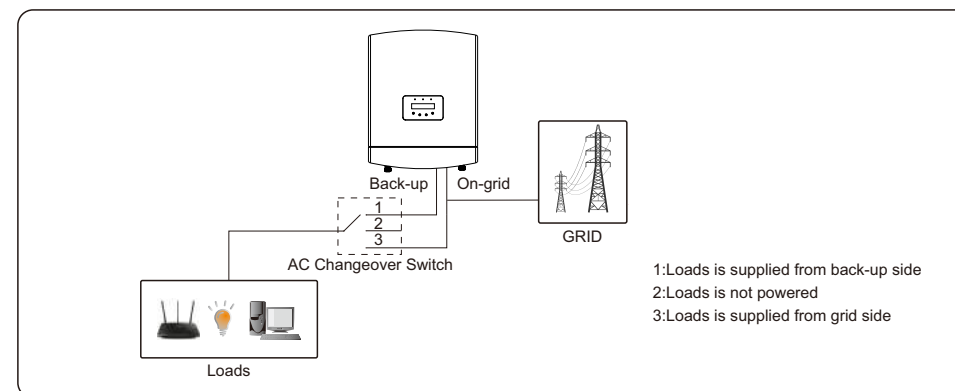 Back-up On-grid
1
2
3
AC Changeover Switch
GRID
1:Loads is supplied from back-up side
2:Loads is not powered
3:Loads is supplied from grid side
Loads